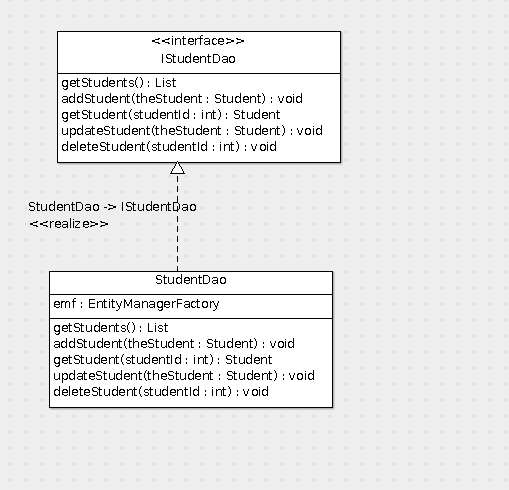 <<interface>>
IStudentDao
getStudents() : List
addStudent(theStudent : Student) : void
getStudent(studentId : int) : Student
updateStudent(theStudent : Student) : void
deleteStudent(studentId : int) : void
StudentDao -> IStudentDao
<<realize>>
StudentDao
emf : EntityManagerFactory
getStudents() : List
addStudent(theStudent : Student) : void
getStudent(studentId : int) : Student
updateStudent(theStudent : Student) : void
deleteStudent(studentId : int) : void